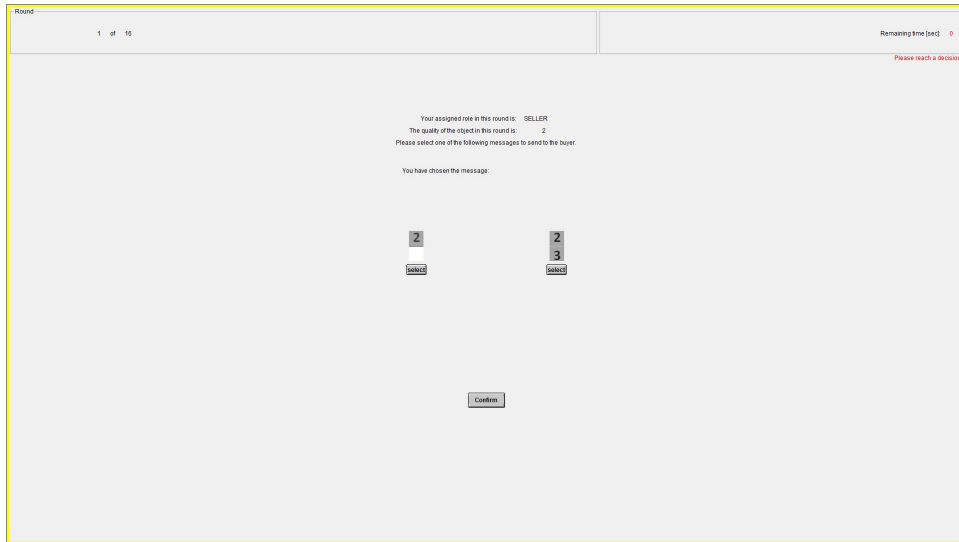 Round
1 of 16
Remaining time [sec]: 0
Please reach a decision
Your assigned role in this round is: SELLER
The quality of the object in this round is: 2
Please select one of the following messages to send to the buyer.
You have chosen the message:
2 2
3
select select
Confirm